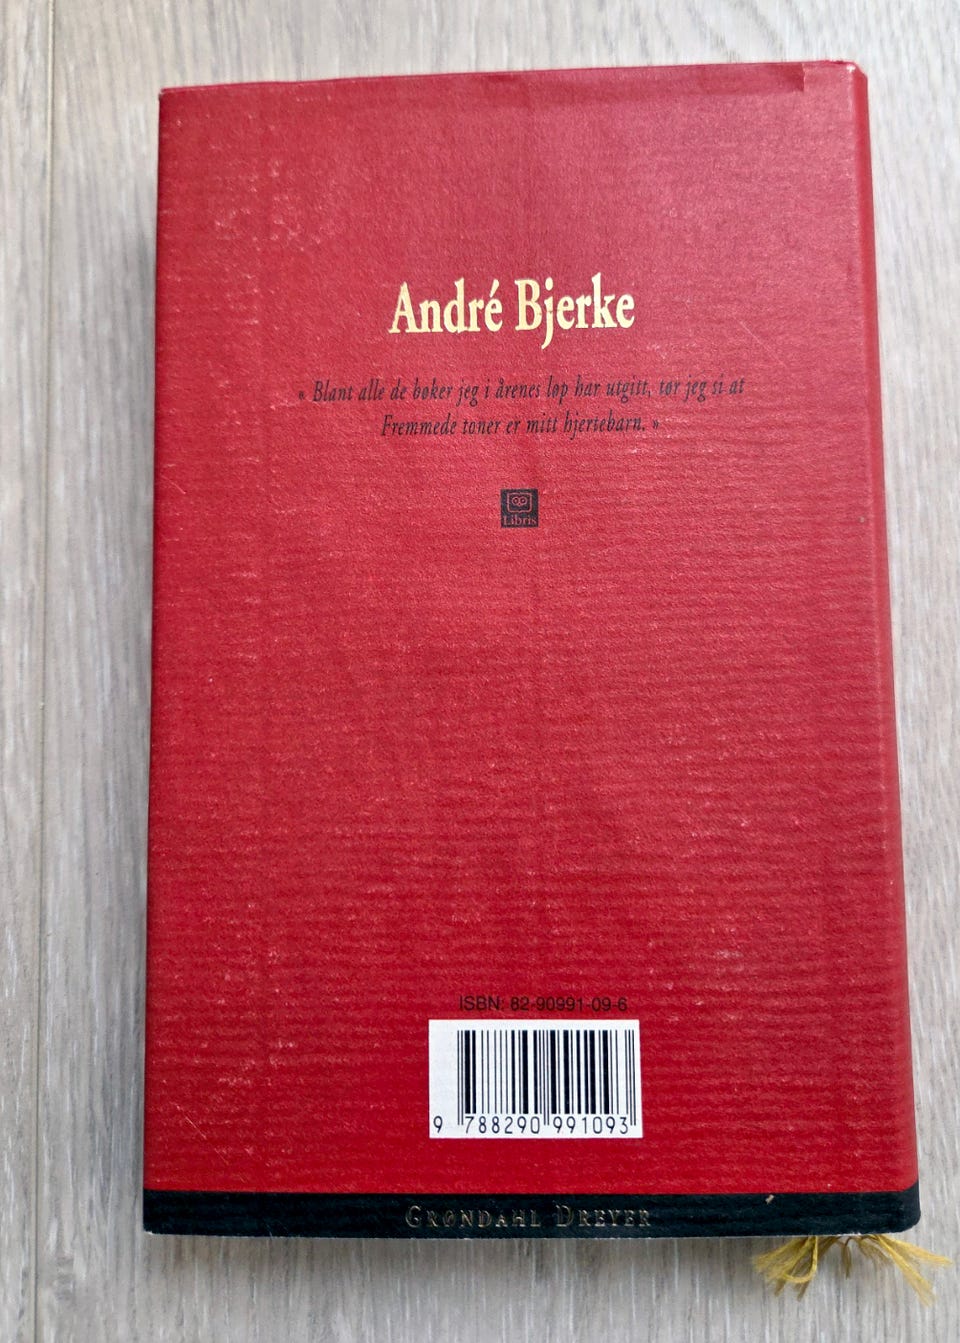 André Bjerke
« Blant alle de bøker jeg i årenes løp har utgitt, tør jeg si at
Fremmede toner er mitt hjertebarn. »
Libris
ISBN: 82-90991-09-6
9 788290 991093
GRØNDAHL DREYER